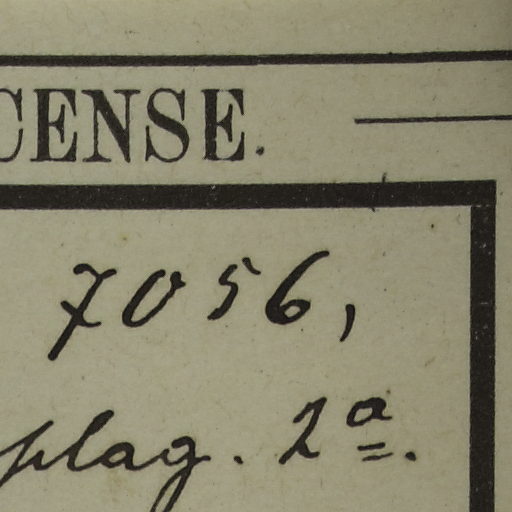 CENSE.
7056,
plag. 2ª.